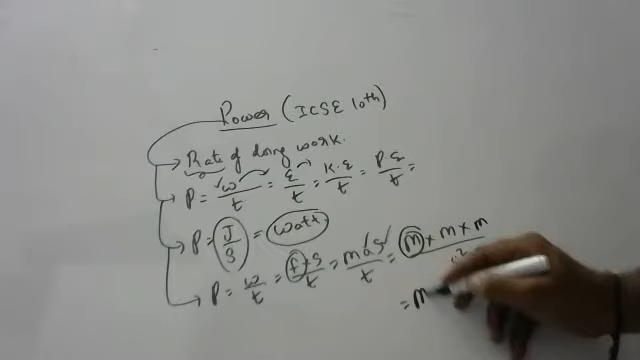 Power (ICSE 10th)
Rate of doing work.
P = w/t = E/t = K.E/t = P.E/t =
P = J/S = watt
P = w/t = f×s/t = mas/t = m × m × m
= m